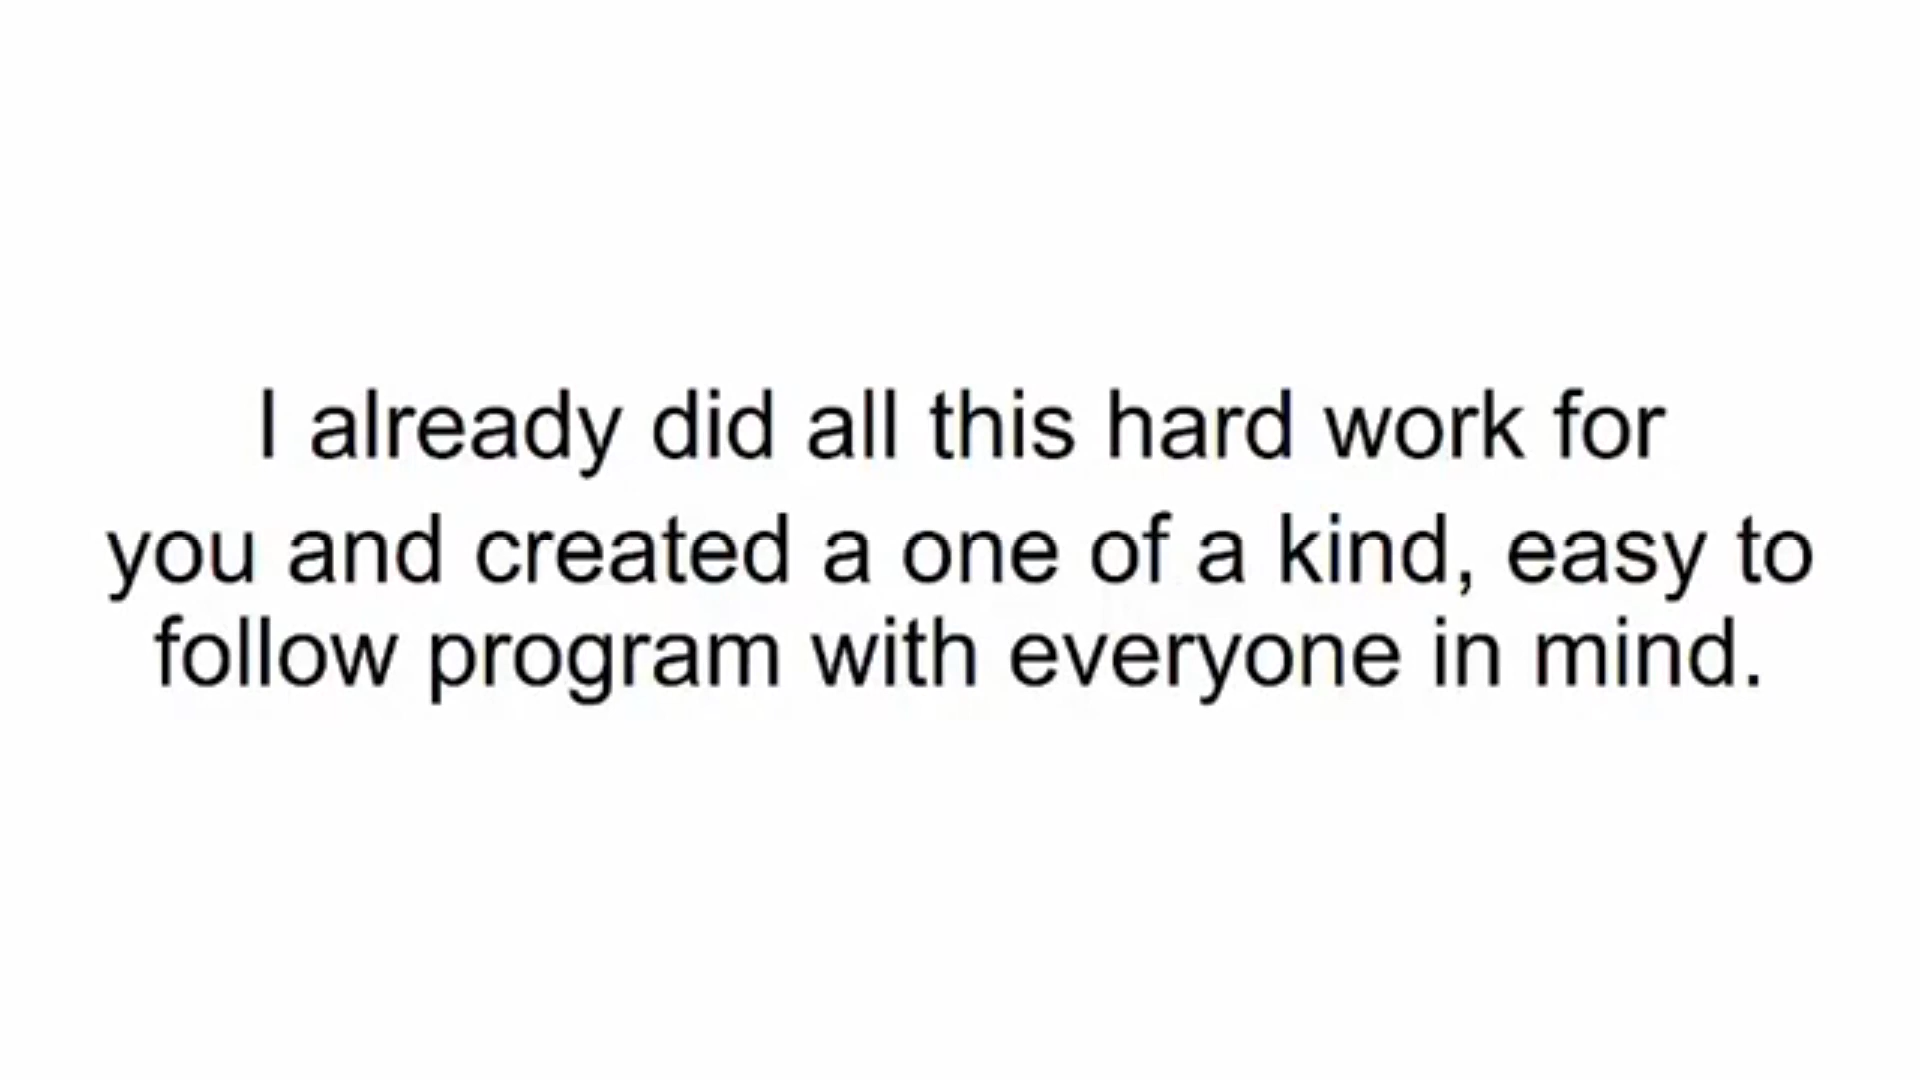 I already did all this hard work for
you and created a one of a kind, easy to
follow program with everyone in mind.